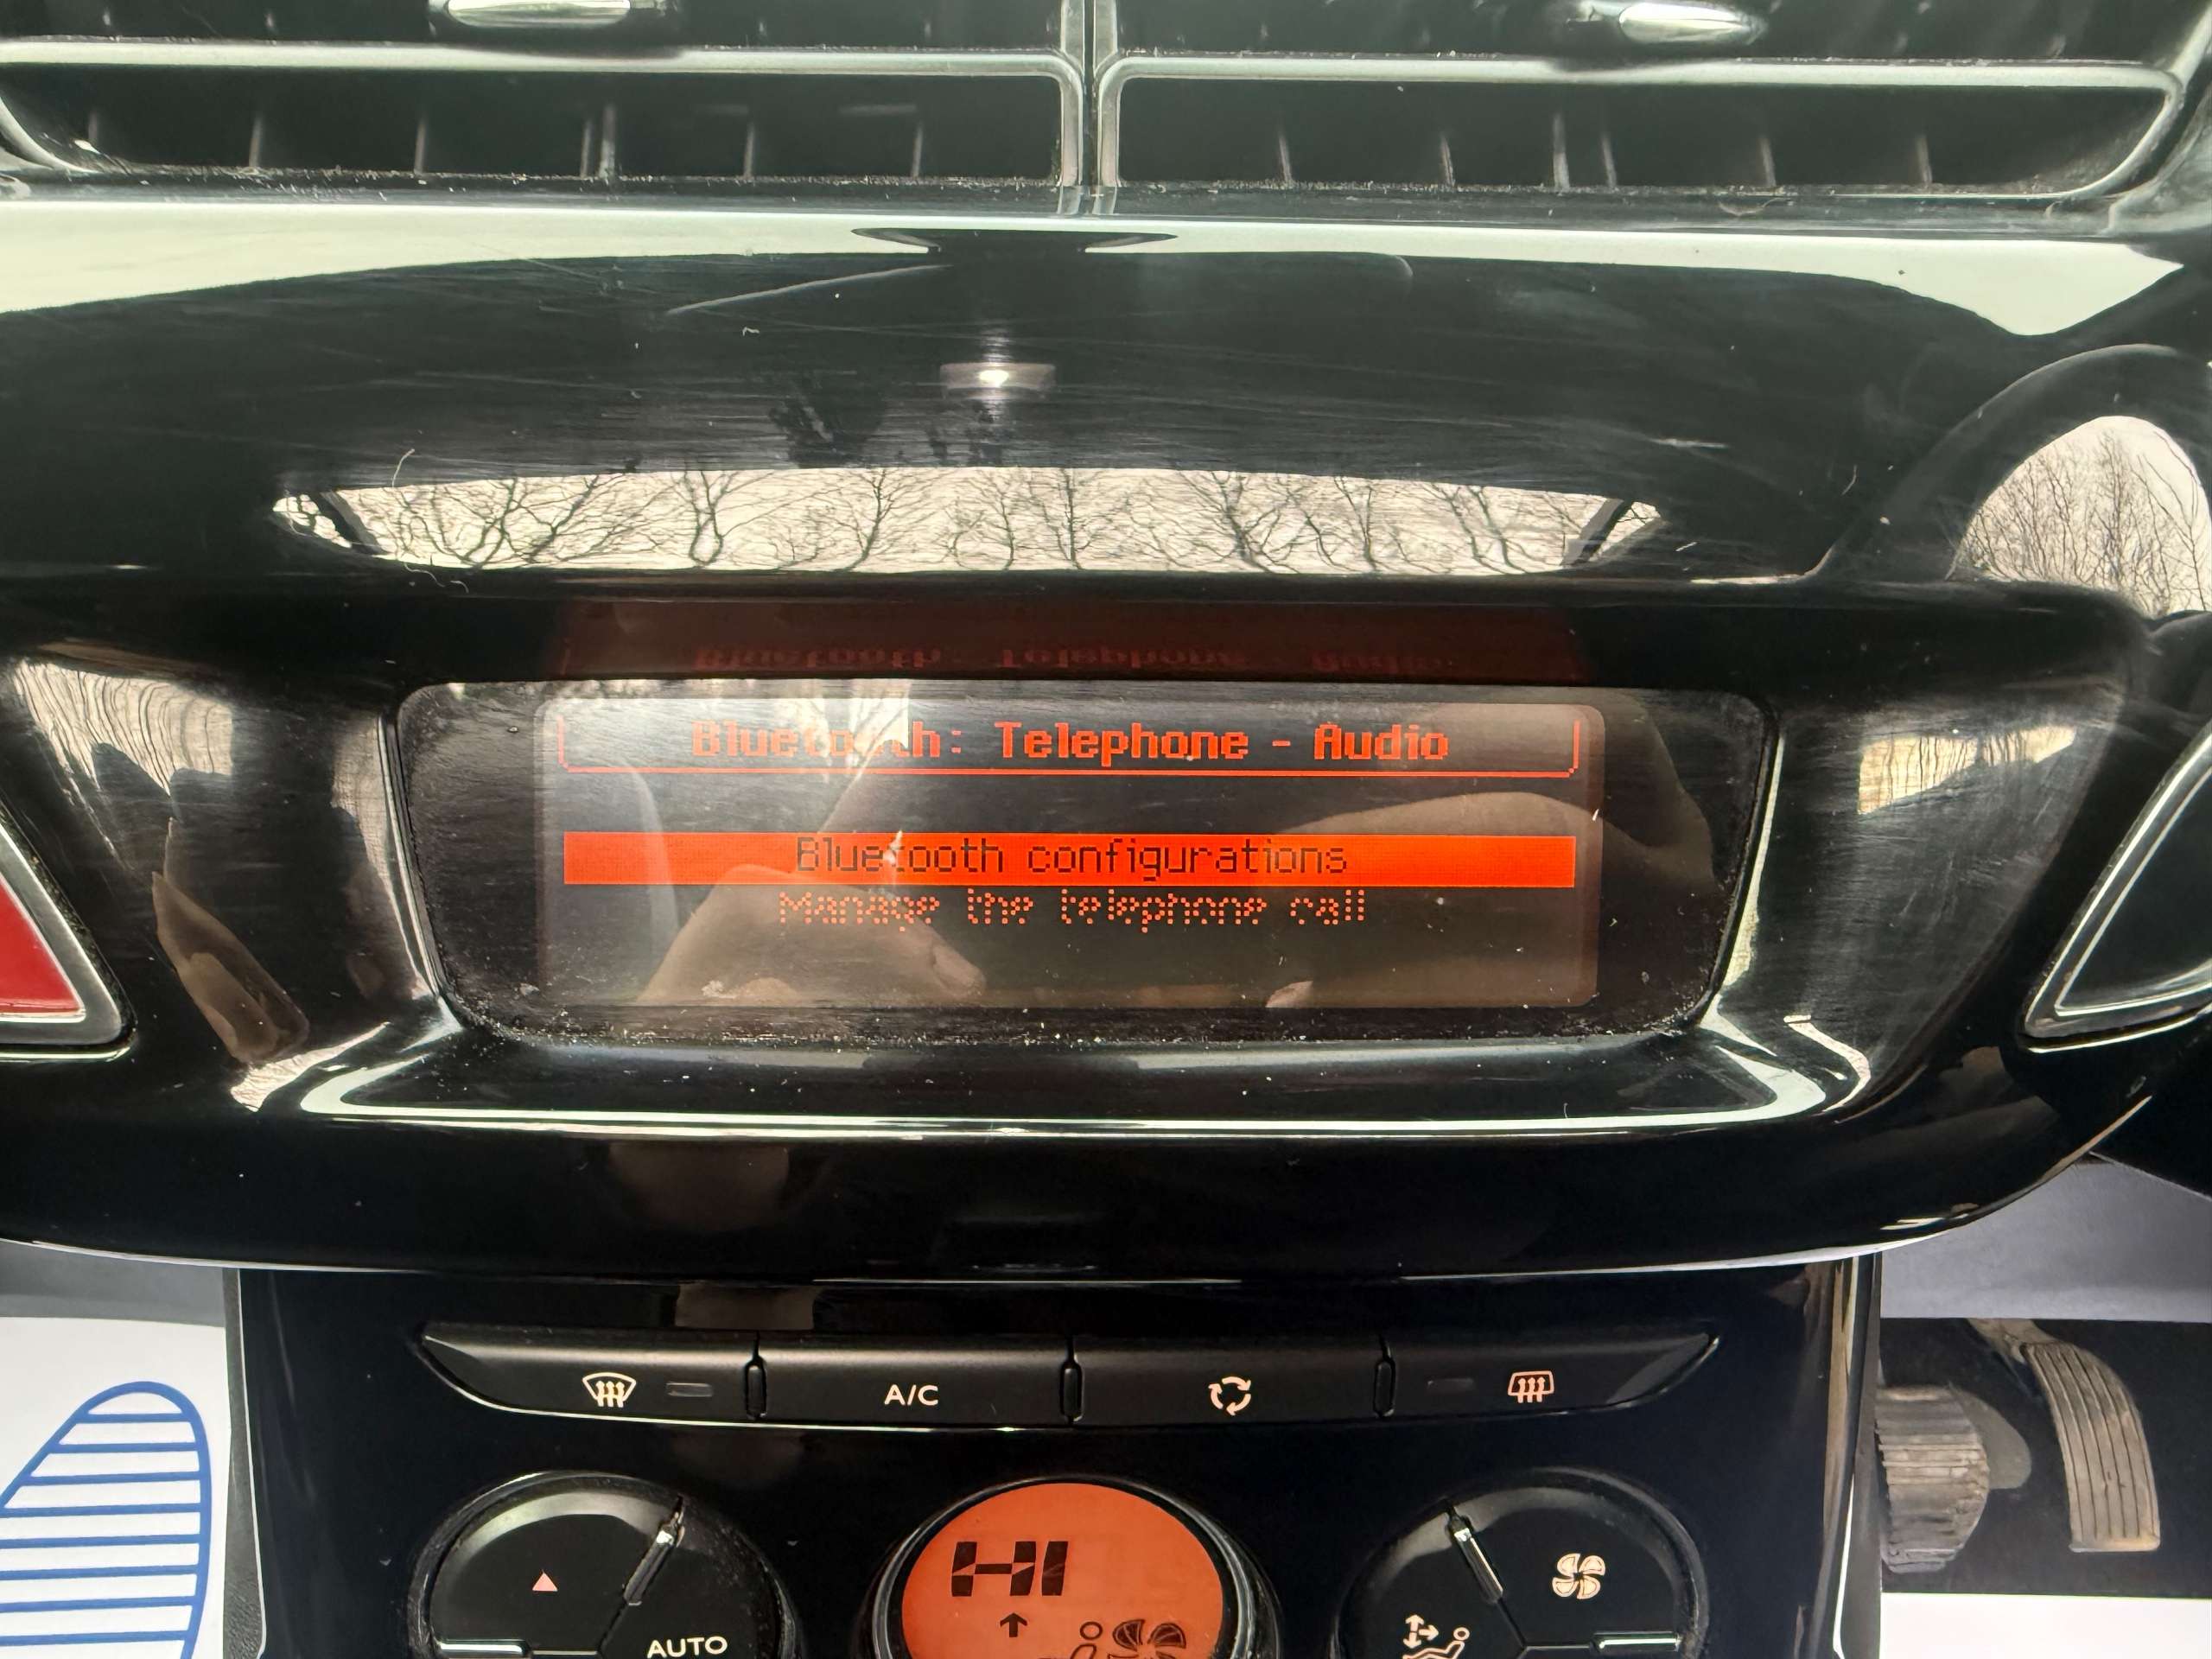 Bluetooth: Telephone - Audio
Bluetooth configurations
Manage the telephone call
A/C
HI
AUTO